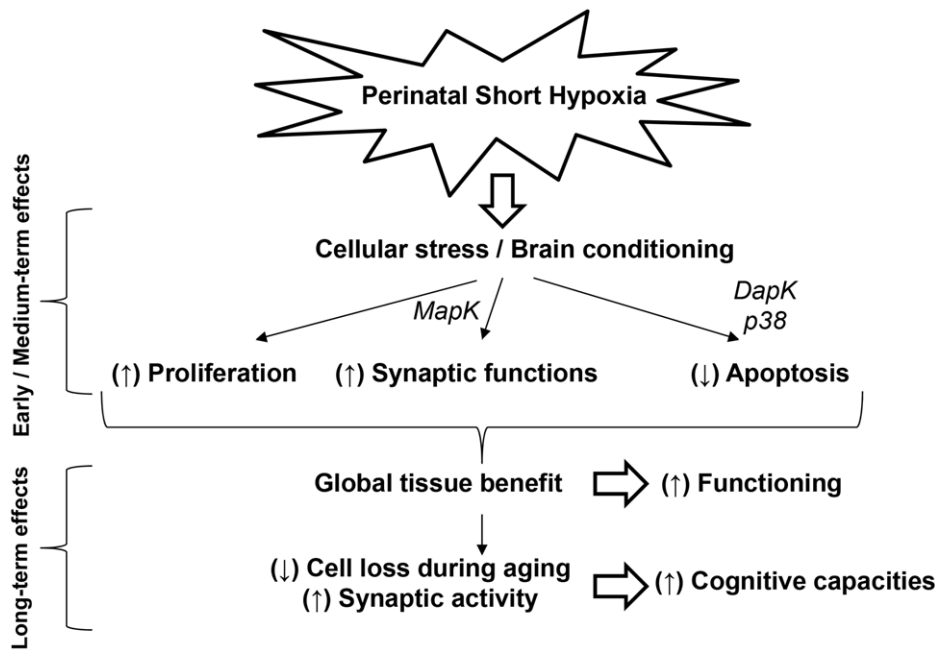 Perinatal Short Hypoxia
Early / Medium-term effects
Cellular stress / Brain conditioning
MapK
DapK
p38
(↑) Proliferation
(↑) Synaptic functions
(↓) Apoptosis
Long-term effects
Global tissue benefit
(↑) Functioning
(↓) Cell loss during aging
(↑) Synaptic activity
(↑) Cognitive capacities